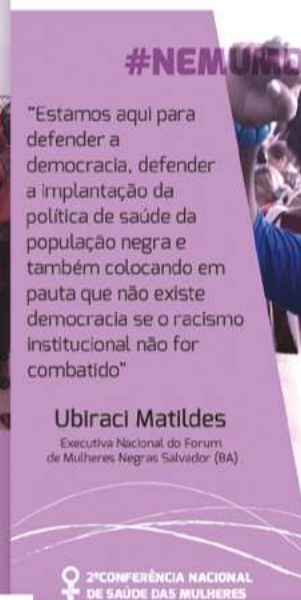 #NEMUM
"Estamos aqui para
defender a
democracia, defender
a implantação da
política de saúde da
população negra e
também colocando em
pauta que não existe
democracia se o racismo
institucional não for
combatido"
Ubiraci Matildes
Executiva Nacional do Forum
de Mulheres Negras Salvador (BA)
2ªCONFERÊNCIA NACIONAL
DE SAÚDE DAS MULHERES